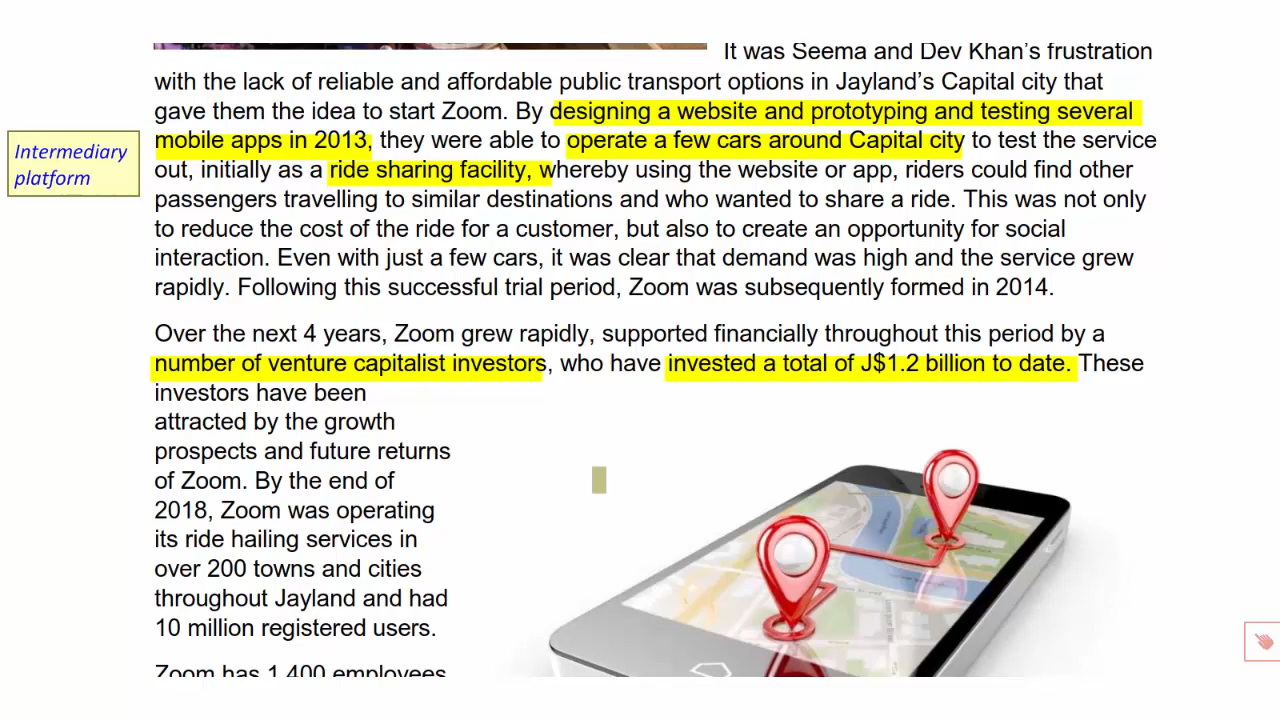 It was Seema and Dev Khan's frustration
with the lack of reliable and affordable public transport options in Jayland's Capital city that
gave them the idea to start Zoom. By designing a website and prototyping and testing several
mobile apps in 2013, they were able to operate a few cars around Capital city to test the service
Intermediary
platform
out, initially as a ride sharing facility, whereby using the website or app, riders could find other
passengers travelling to similar destinations and who wanted to share a ride. This was not only
to reduce the cost of the ride for a customer, but also to create an opportunity for social
interaction. Even with just a few cars, it was clear that demand was high and the service grew
rapidly. Following this successful trial period, Zoom was subsequently formed in 2014.
Over the next 4 years, Zoom grew rapidly, supported financially throughout this period by a
number of venture capitalist investors, who have invested a total of J$1.2 billion to date. These
investors have been
attracted by the growth
prospects and future returns
of Zoom. By the end of
2018, Zoom was operating
its ride hailing services in
over 200 towns and cities
throughout Jayland and had
10 million registered users.
Zoom has 1,400 employees